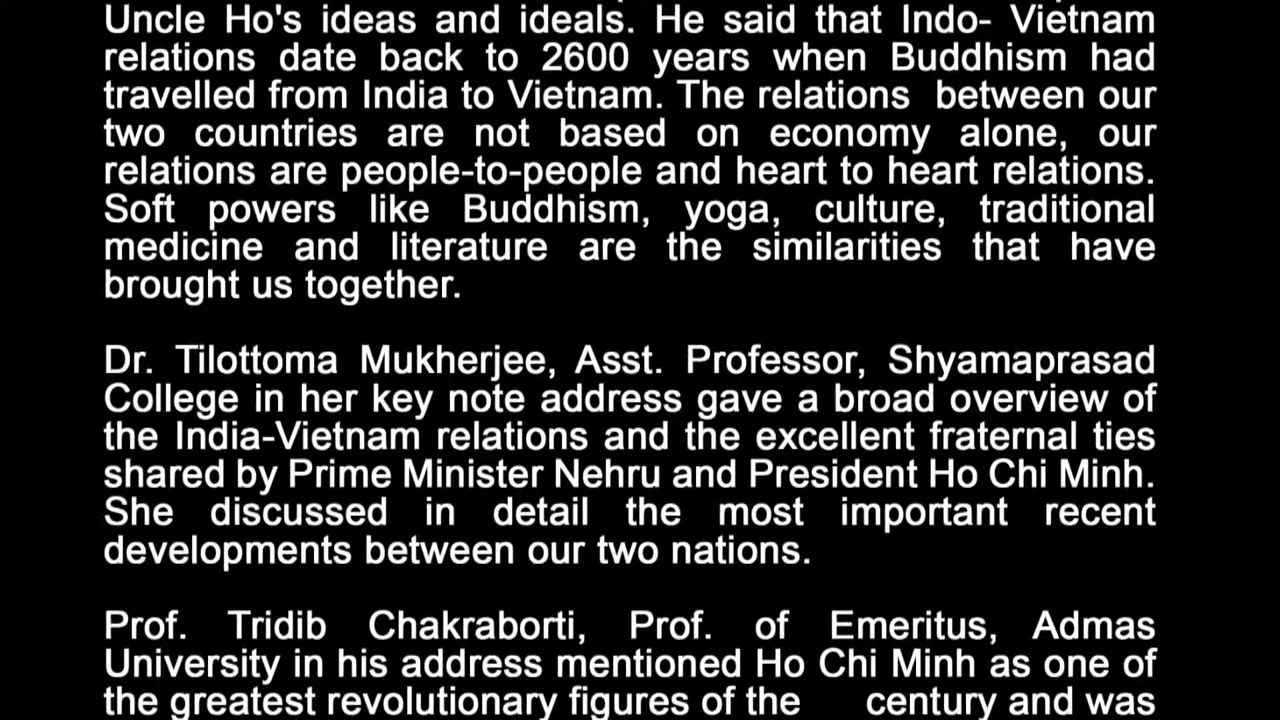 Uncle Ho's ideas and ideals. He said that Indo- Vietnam
relations date back to 2600 years when Buddhism had
travelled from India to Vietnam. The relations between our
two countries are not based on economy alone, our
relations are people-to-people and heart to heart relations.
Soft powers like Buddhism, yoga, culture, traditional
medicine and literature are the similarities that have
brought us together.
Dr. Tilottoma Mukherjee, Asst. Professor, Shyamaprasad
College in her key note address gave a broad overview of
the India-Vietnam relations and the excellent fraternal ties
shared by Prime Minister Nehru and President Ho Chi Minh.
She discussed in detail the most important recent
developments between our two nations.
Prof. Tridib Chakraborti, Prof. of Emeritus, Admas
University in his address mentioned Ho Chi Minh as one of
the greatest revolutionary figures of the century and was